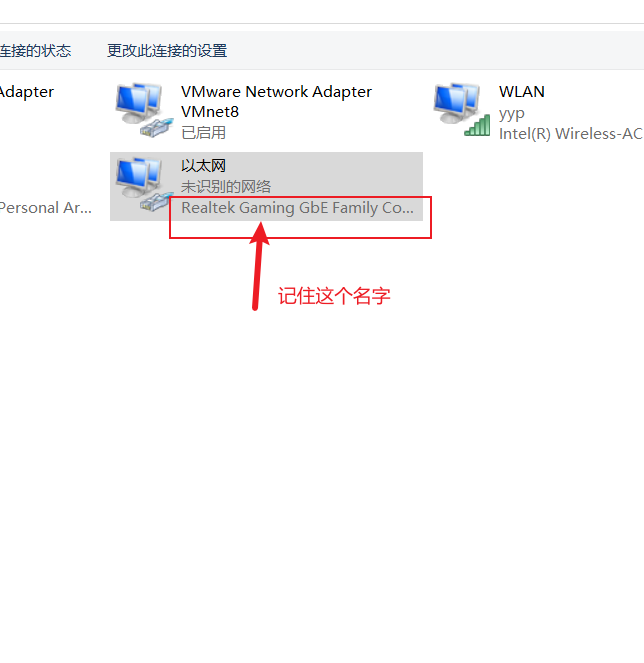 连接的状态 更改此连接的设置
Adapter
VMware Network Adapter
VMnet8
已启用
WLAN
yyp
Intel(R) Wireless-AC
Personal Ar...
以太网
未识别的网络
Realtek Gaming GbE Family Co...
记住这个名字